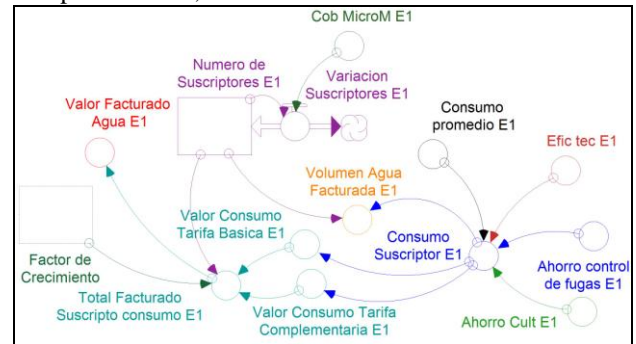 Cob MicroM E1
Numero de
Suscriptores E1
Variacion
Suscriptores E1
Valor Facturado
Agua E1
Consumo
promedio E1
Efic tec E1
Volumen Agua
Facturada E1
Valor Consumo
Tarifa Basica E1
Consumo
Suscriptor E1
Factor de
Crecimiento
Ahorro control
de fugas E1
Total Facturado
Suscripto consumo E1
Valor Consumo Tarifa
Complementaria E1
Ahorro Cult E1